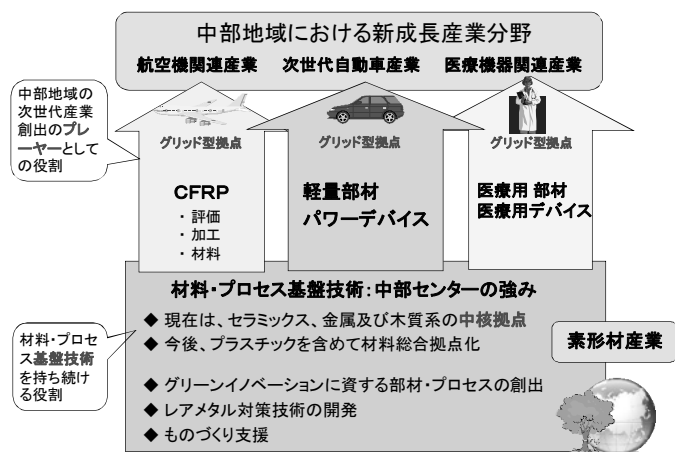 中部地域における新成長産業分野
航空機関連産業 次世代自動車産業 医療機器関連産業
中部地域の
次世代産業
創出のプレ
ーヤーとして
の役割
グリッド型拠点
CFRP
・ 評価
・ 加工
・ 材料
グリッド型拠点
軽量部材
パワーデバイス
グリッド型拠点
医療用 部材
医療用デバイス
材料・プロセス基盤技術：中部センターの強み
◆ 現在は、セラミックス、金属及び木質系の中核拠点
◆ 今後、プラスチックを含めて材料総合拠点化
◆ グリーンイノベーションに資する部材・プロセスの創出
◆ レアメタル対策技術の開発
◆ ものづくり支援
材料・プロセ
ス基盤技術
を持ち続け
る役割
素形材産業